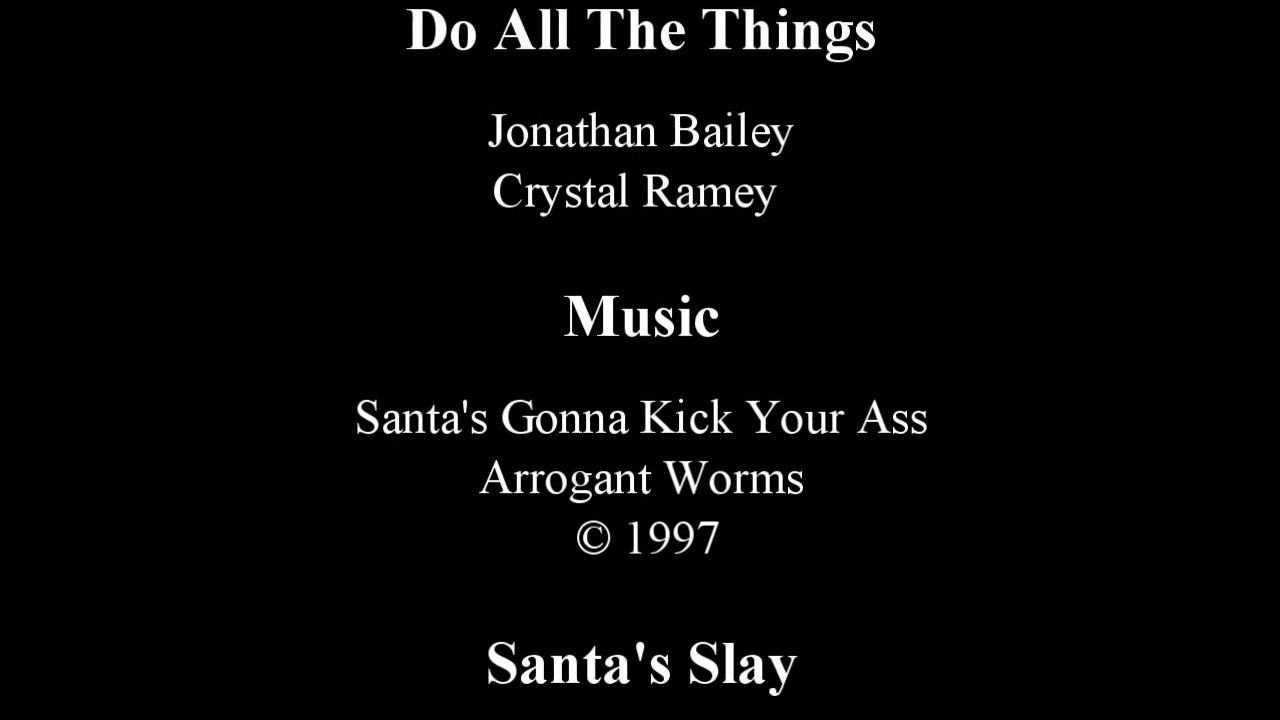 Do All The Things
Jonathan Bailey
Crystal Ramey
Music
Santa's Gonna Kick Your Ass
Arrogant Worms
© 1997
Santa's Slay